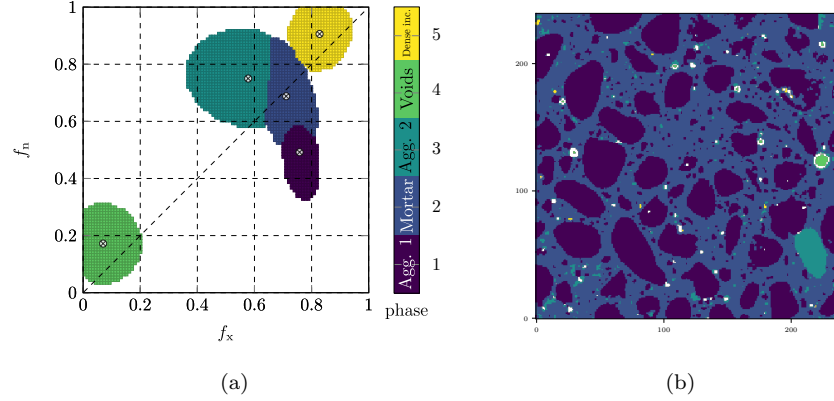 1
0.8
0.6
0.4
0.2
0
f_n
0 0.2 0.4 0.6 0.8 1
f_x
Dense inc. 5
Voids 4
Agg. 2 3
Mortar 2
Agg. 1 1
phase
(a)
200
100
0
0 100 200
(b)